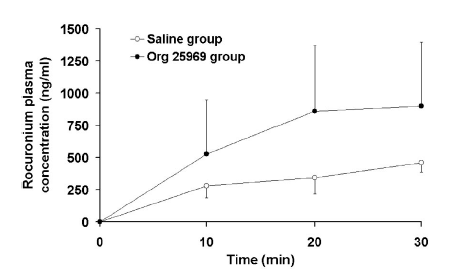 1500
1250
1000
750
500
250
0
Rocuronium plasma
concentration (ng/ml)
Saline group
Org 25969 group
0 10 20 30
Time (min)